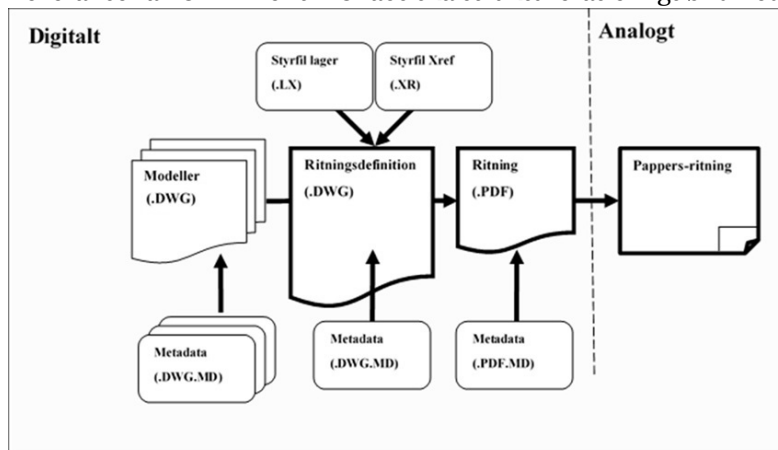 Digitalt
Analogt
Styrfil lager
(.LX)
Styrfil Xref
(.XR)
Modeller
(.DWG)
Ritningsdefinition
(.DWG)
Ritning
(.PDF)
Pappers-ritning
Metadata
(.DWG.MD)
Metadata
(.DWG.MD)
Metadata
(.PDF.MD)